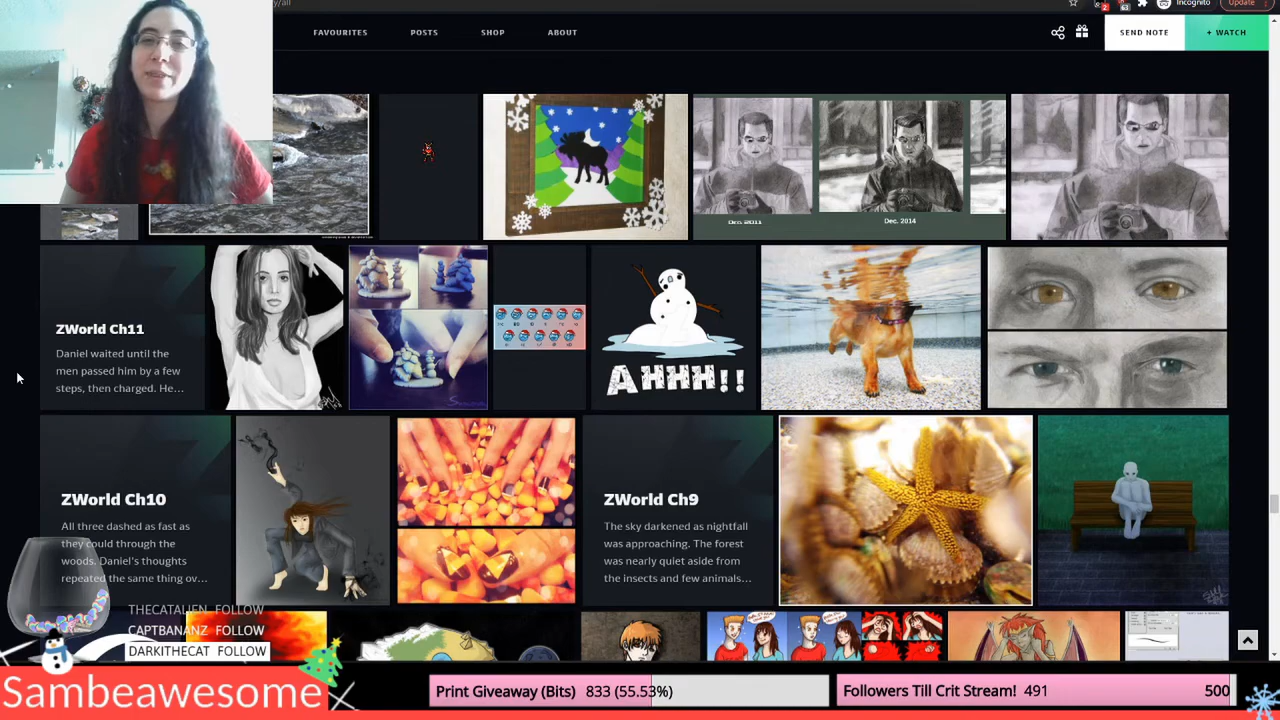 y/all
Incognito
Update
FAVOURITES POSTS SHOP ABOUT
SEND NOTE
+ WATCH
Dec. 2011
Dec. 2014
ZWorld Ch11
Daniel waited until the
men passed him by a few
steps, then charged. He...
AHHH!!
ZWorld Ch10
All three dashed as fast as
they could through the
woods. Daniel's thoughts
repeated the same thing ov...
ZWorld Ch9
The sky darkened as nightfall
was approaching. The forest
was nearly quiet aside from
the insects and few animals...
THECATALIEN FOLLOW
CAPTBANANZ FOLLOW
DARKITHECAT FOLLOW
Sambeawesome
Print Giveaway (Bits) 833 (55.53%)
Followers Till Crit Stream! 491 500